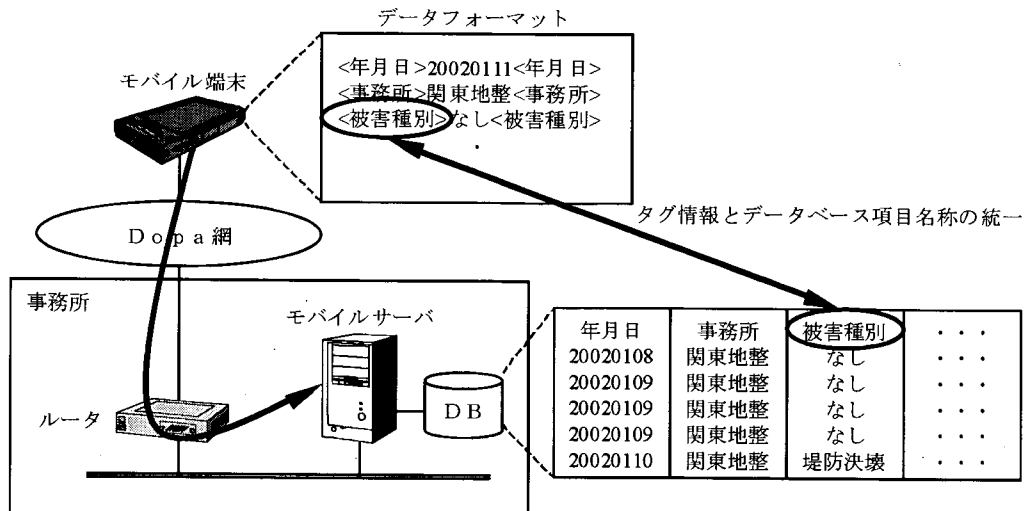 データフォーマット
<年月日>20020111<年月日>
<事務所>関東地整<事務所>
<被害種別>なし<被害種別>
モバイル端末
タグ情報とデータベース項目名称の統一
Dopa網
事務所
モバイルサーバ
ルータ
DB
年月日 事務所 被害種別 ・・・
20020108 関東地整 なし ・・・
20020109 関東地整 なし ・・・
20020109 関東地整 なし ・・・
20020109 関東地整 なし ・・・
20020110 関東地整 堤防決壊 ・・・